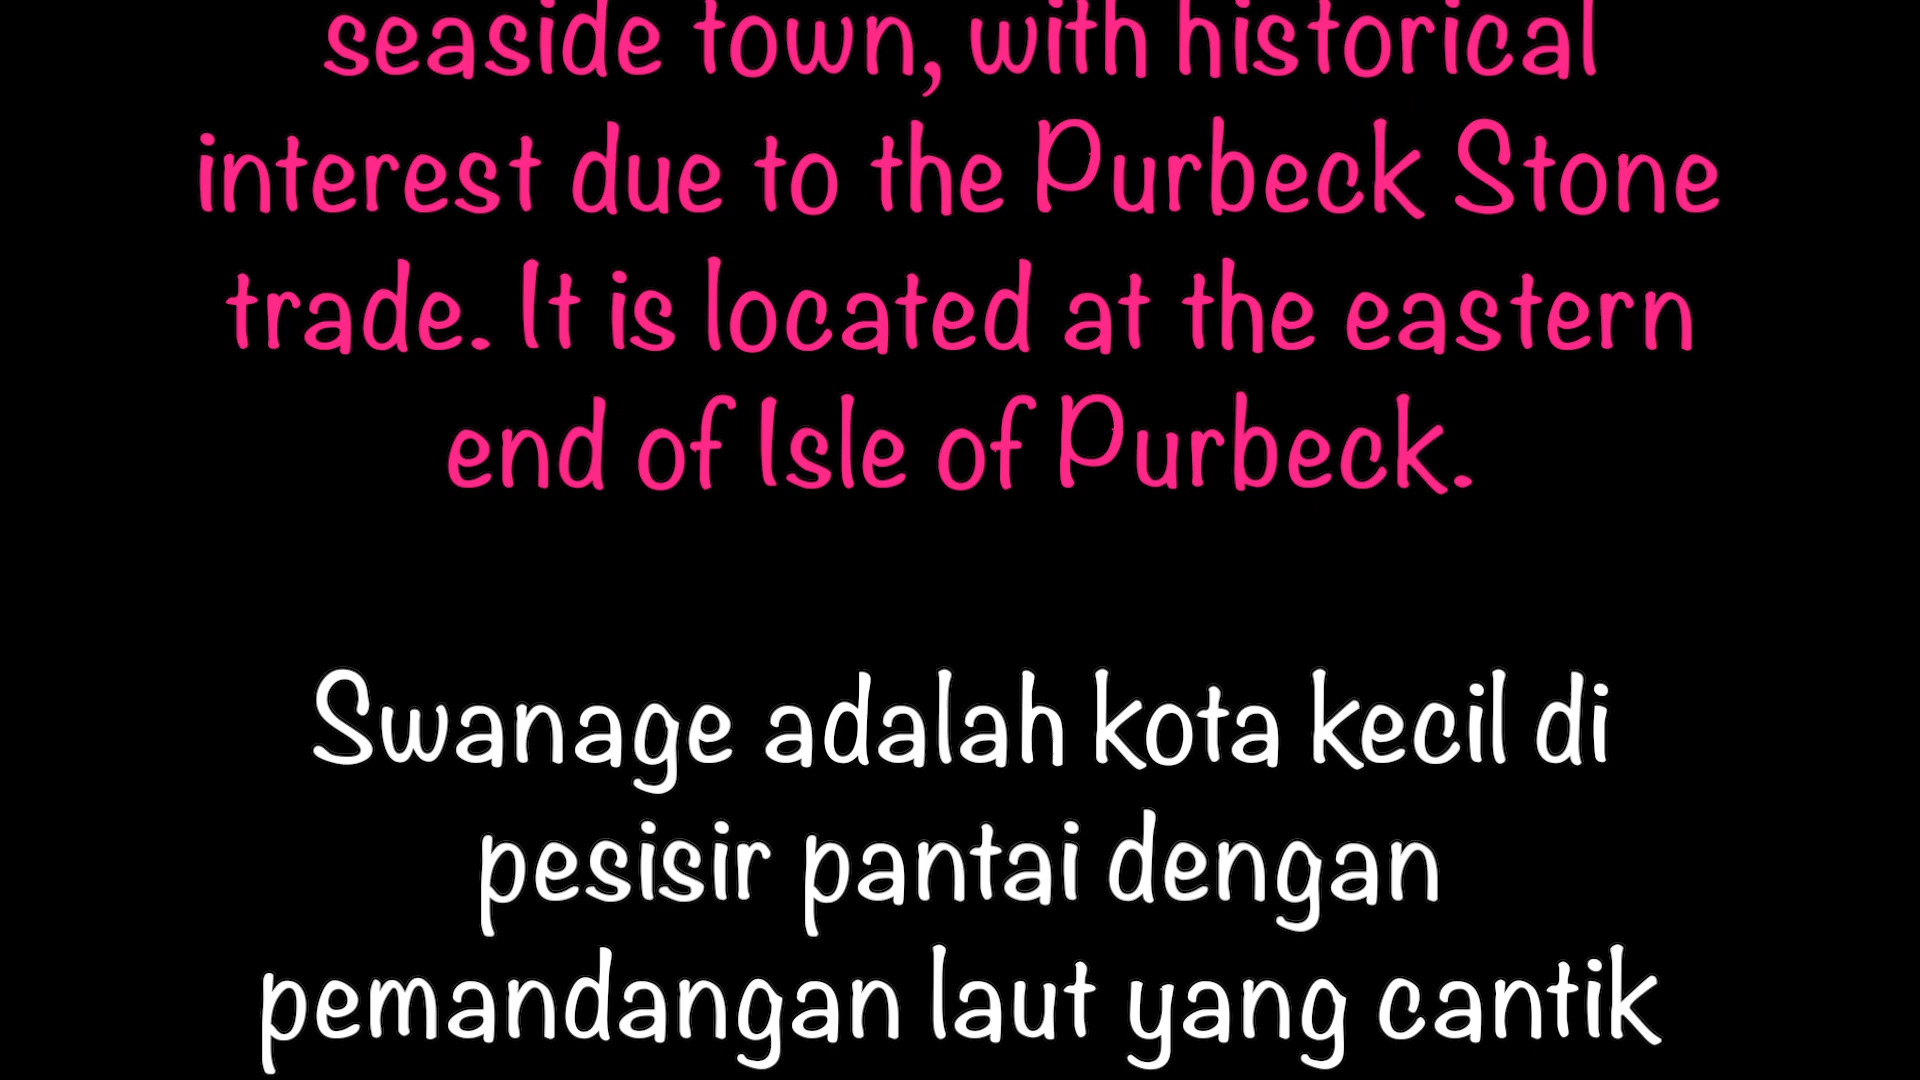 seaside town, with historical
interest due to the Purbeck Stone
trade. It is located at the eastern
end of Isle of Purbeck.
Swanage adalah kota kecil di
pesisir pantai dengan
pemandangan laut yang cantik